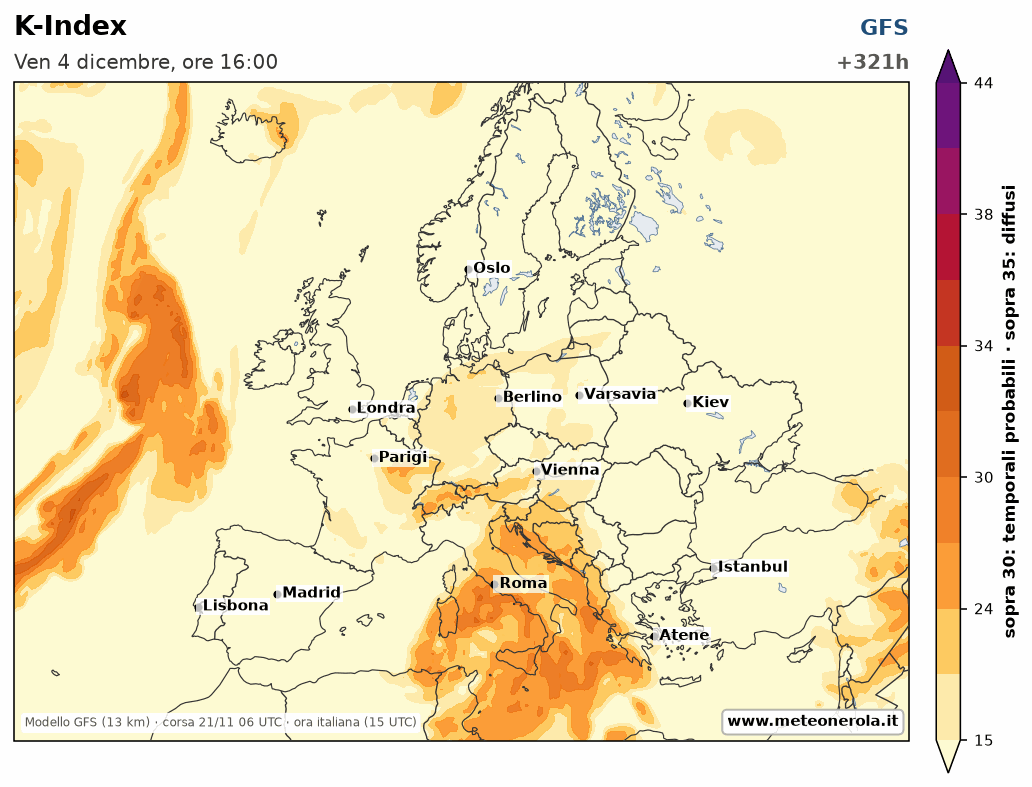 K-Index
GFS
Ven 4 dicembre, ore 16:00
+321h
44
38
34
30
24
15
sopra 30: temporali probabili · sopra 35: diffusi
Oslo
Londra
Berlino
Varsavia
Kiev
Parigi
Vienna
Istanbul
Roma
Madrid
Lisbona
Atene
Modello GFS (13 km) · corsa 21/11 06 UTC · ora italiana (15 UTC)
www.meteonerola.it